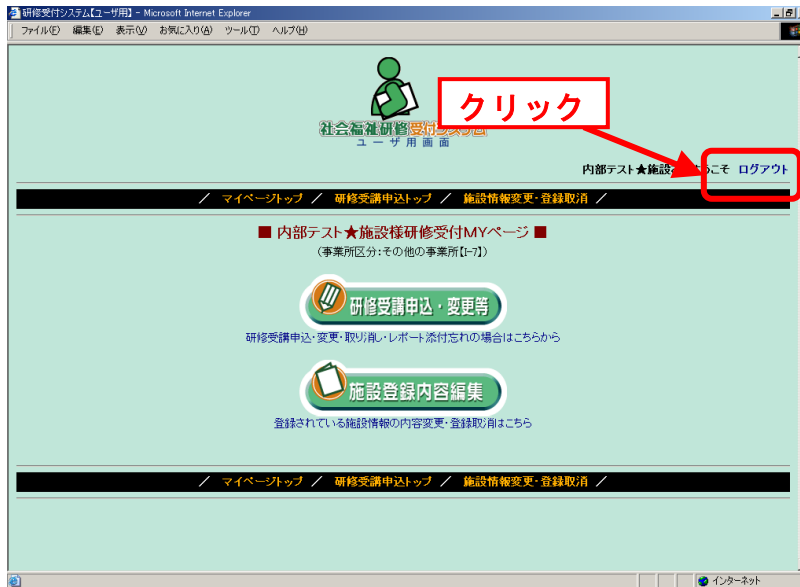 研修受付システム【ユーザ用】 - Microsoft Internet Explorer
ファイル(F) 編集(E) 表示(V) お気に入り(A) ツール(T) ヘルプ(H)
クリック
社会福祉研修受付システム
ユーザ用画面
内部テスト★施設 こそ ログアウト
／ マイページトップ ／ 研修受講申込トップ ／ 施設情報変更・登録取消 ／
■ 内部テスト★施設様研修受付MYページ ■
(事業所区分:その他の事業所【I-7】)
研修受講申込・変更等
研修受講申込・変更・取り消し・レポート添付忘れの場合はこちらから
施設登録内容編集
登録されている施設情報の内容変更・登録取消はこちら
／ マイページトップ ／ 研修受講申込トップ ／ 施設情報変更・登録取消 ／
インターネット